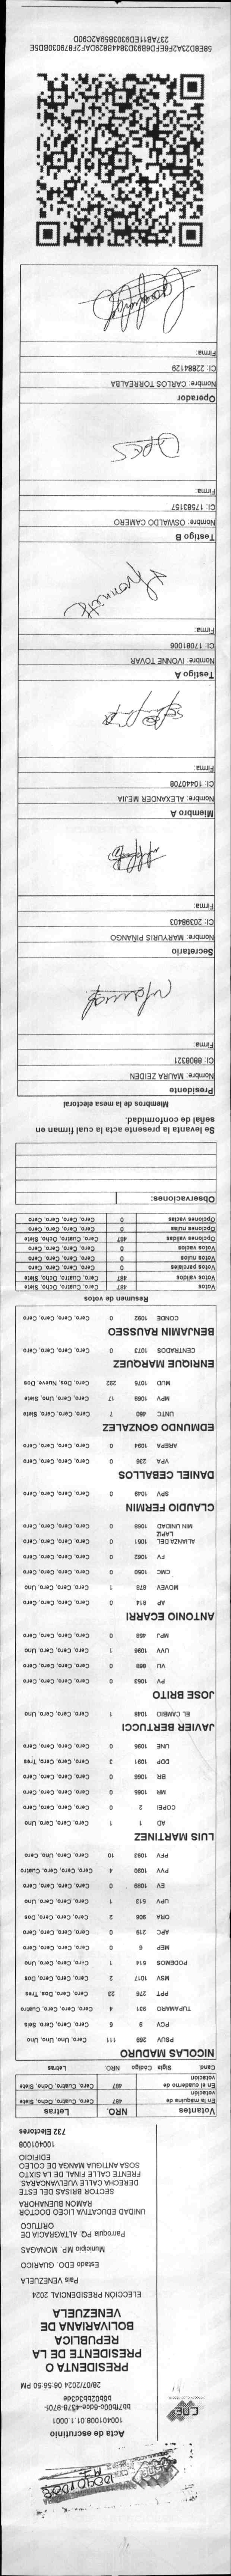 Acta de escrutinio
100401008.01.1.0001
28/07/2024 06:56:50 PM
PRESIDENTE O
PRESIDENTE DE LA
REPUBLICA
BOLIVARIANA DE
VENEZUELA
ELECCIÓN PRESIDENCIAL 2024
País VENEZUELA
Estado EDO. GUARICO
Municipio MP. MONAGAS
Parroquia PQ. ALTAGRACIA DE
ORITUCO
UNIDAD EDUCATIVA LICEO DOCTOR
RAMON BUENAHORA
SECTOR BRISAS DEL ESTE
DERECHA CALLE VUELVANCARAS.
FRENTE CALLE FINAL DE LA SIXTO
SOSA ANTIGUA MANGA DE COLEO
EDIFICIO
100401008
732 Electores
Votantes NRO. Letras
En la máquina de votación 487 Cero, Cuatro, Ocho, Siete
En el cuaderno de votación 487 Cero, Cuatro, Ocho, Siete
Cand. Sigla Codigo NRO. Letras
NICOLAS MADURO
PSUV 269 111 Cero, Uno, Uno, Uno
PCV 9 6 Cero, Cero, Cero, Seis
TUPAMARO 931 4 Cero, Cero, Cero, Cuatro
PPT 276 23 Cero, Cero, Dos, Tres
MSV 1017 2 Cero, Cero, Cero, Dos
PODEMOS 614 1 Cero, Cero, Cero, Uno
MEP 6 0 Cero, Cero, Cero, Cero
APC 219 0 Cero, Cero, Cero, Cero
ORA 906 2 Cero, Cero, Cero, Dos
UPV 513 1 Cero, Cero, Cero, Uno
EV 1089 0 Cero, Cero, Cero, Cero
PVV 1090 4 Cero, Cero, Cero, Cuatro
PFV 1093 10 Cero, Cero, Uno, Cero
LUIS MARTINEZ
AD 1 1 Cero, Cero, Cero, Uno
COPEI 2 0 Cero, Cero, Cero, Cero
MR 1065 0 Cero, Cero, Cero, Cero
BR 1066 0 Cero, Cero, Cero, Cero
DDP 1091 3 Cero, Cero, Cero, Tres
UNE 1095 0 Cero, Cero, Cero, Cero
JAVIER BERTUCCI
EL CAMBIO 1048 1 Cero, Cero, Cero, Uno
JOSE BRITO
PV 1053 0 Cero, Cero, Cero, Cero
VU 989 0 Cero, Cero, Cero, Cero
UVV 1096 1 Cero, Cero, Cero, Uno
MPJ 459 0 Cero, Cero, Cero, Cero
ANTONIO ECARRI
AP 814 0 Cero, Cero, Cero, Cero
MOVEV 878 1 Cero, Cero, Cero, Uno
CMC 1050 0 Cero, Cero, Cero, Cero
FV 1062 0 Cero, Cero, Cero, Cero
ALIANZA DEL LAPIZ 1051 0 Cero, Cero, Cero, Cero
MIN UNIDAD 1068 0 Cero, Cero, Cero, Cero
CLAUDIO FERMIN
SPV 1049 0 Cero, Cero, Cero, Cero
DANIEL CEBALLOS
VPA 236 0 Cero, Cero, Cero, Cero
AREPA 1094 0 Cero, Cero, Cero, Cero
EDMUNDO GONZALEZ
UNTC 480 7 Cero, Cero, Cero, Siete
MPV 1069 17 Cero, Cero, Uno, Siete
MUD 1075 292 Cero, Dos, Nueve, Dos
ENRIQUE MARQUEZ
CENTRADOS 1073 0 Cero, Cero, Cero, Cero
BENJAMIN RAUSSEO
CONDE 1092 0 Cero, Cero, Cero, Cero
Resumen de votos
Votos 487 Cero, Cuatro, Ocho, Siete
Votos válidos 487 Cero, Cuatro, Ocho, Siete
Votos parciales 0 Cero, Cero, Cero, Cero
Votos nulos 0 Cero, Cero, Cero, Cero
Votos vacíos 0 Cero, Cero, Cero, Cero
Opciones válidas 487 Cero, Cuatro, Ocho, Siete
Opciones nulas 0 Cero, Cero, Cero, Cero
Opciones vacías 0 Cero, Cero, Cero, Cero
Observaciones:
Se levanta la presente acta la cual firman en
señal de conformidad.
Miembros de la mesa electoral
Presidente
Nombre: MAURA ZEIDEN
CI: 8808321
Firma:
Secretario
Nombre: MARYURIS PINANGO
CI: 20398403
Firma:
Miembro A
Nombre: ALEXANDER MEJIA
CI: 10440708
Firma:
Testigo A
Nombre: IVONNE TOVAR
CI: 17081006
Firma:
Testigo B
Nombre: OSWALDO CAMERO
CI: 17583157
Firma:
Operador
Nombre: CARLOS TORREALBA
CI: 22884129
Firma: